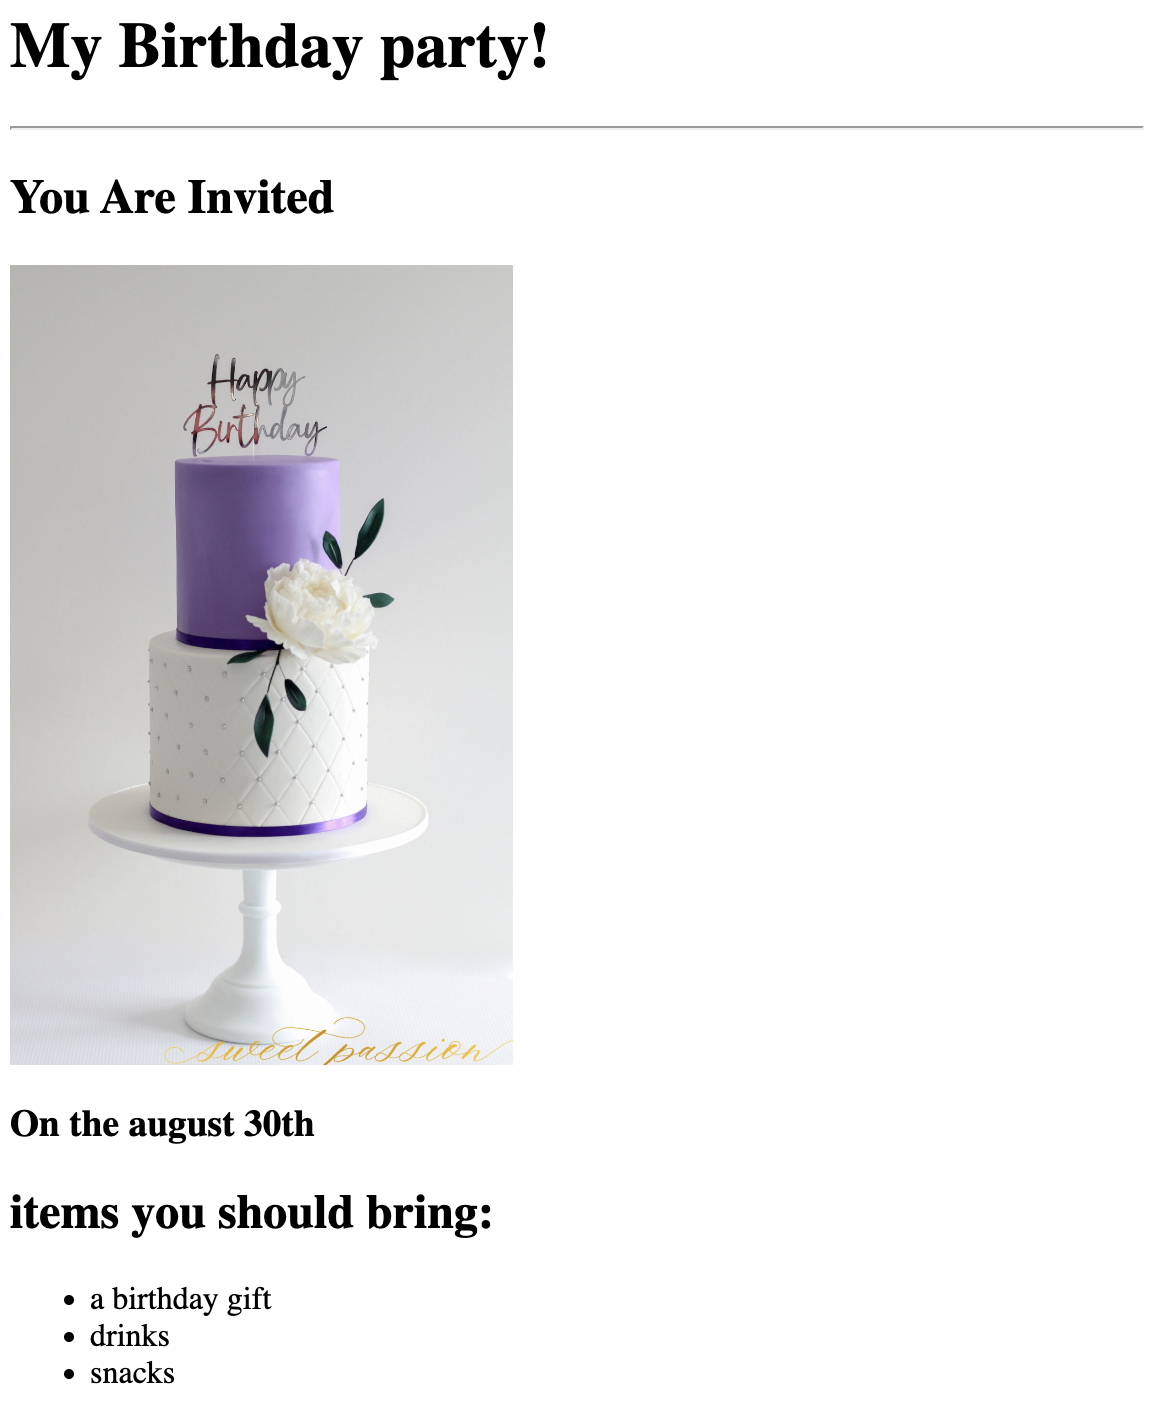 My Birthday party!
You Are Invited
Happy
Birthday
sweet passion
On the august 30th
items you should bring:
• a birthday gift
• drinks
• snacks